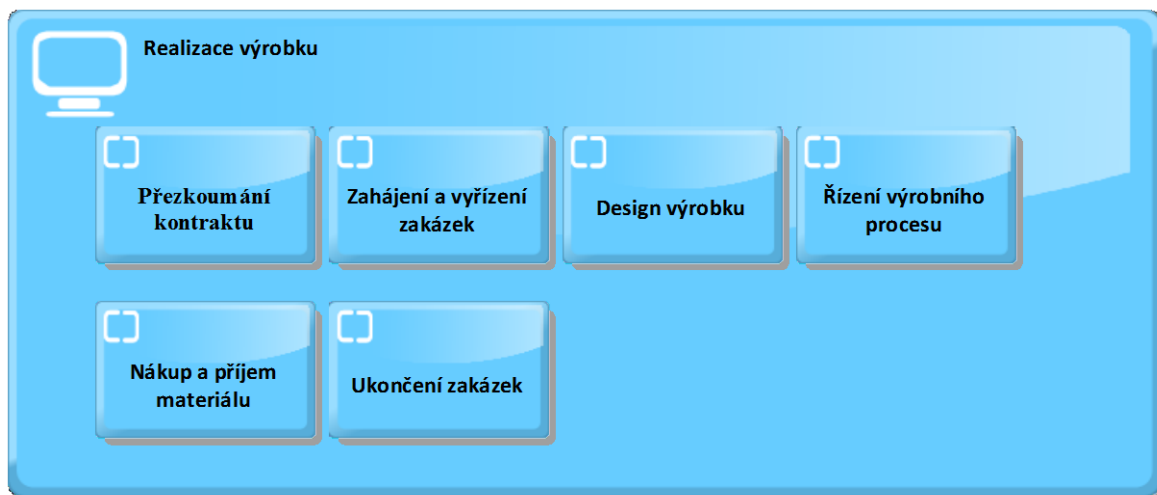 Realizace výrobku
Přezkoumání
kontraktu
Zahájení a vyřízení
zakázek
Design výrobku
Řízení výrobního
procesu
Nákup a příjem
materiálu
Ukončení zakázek